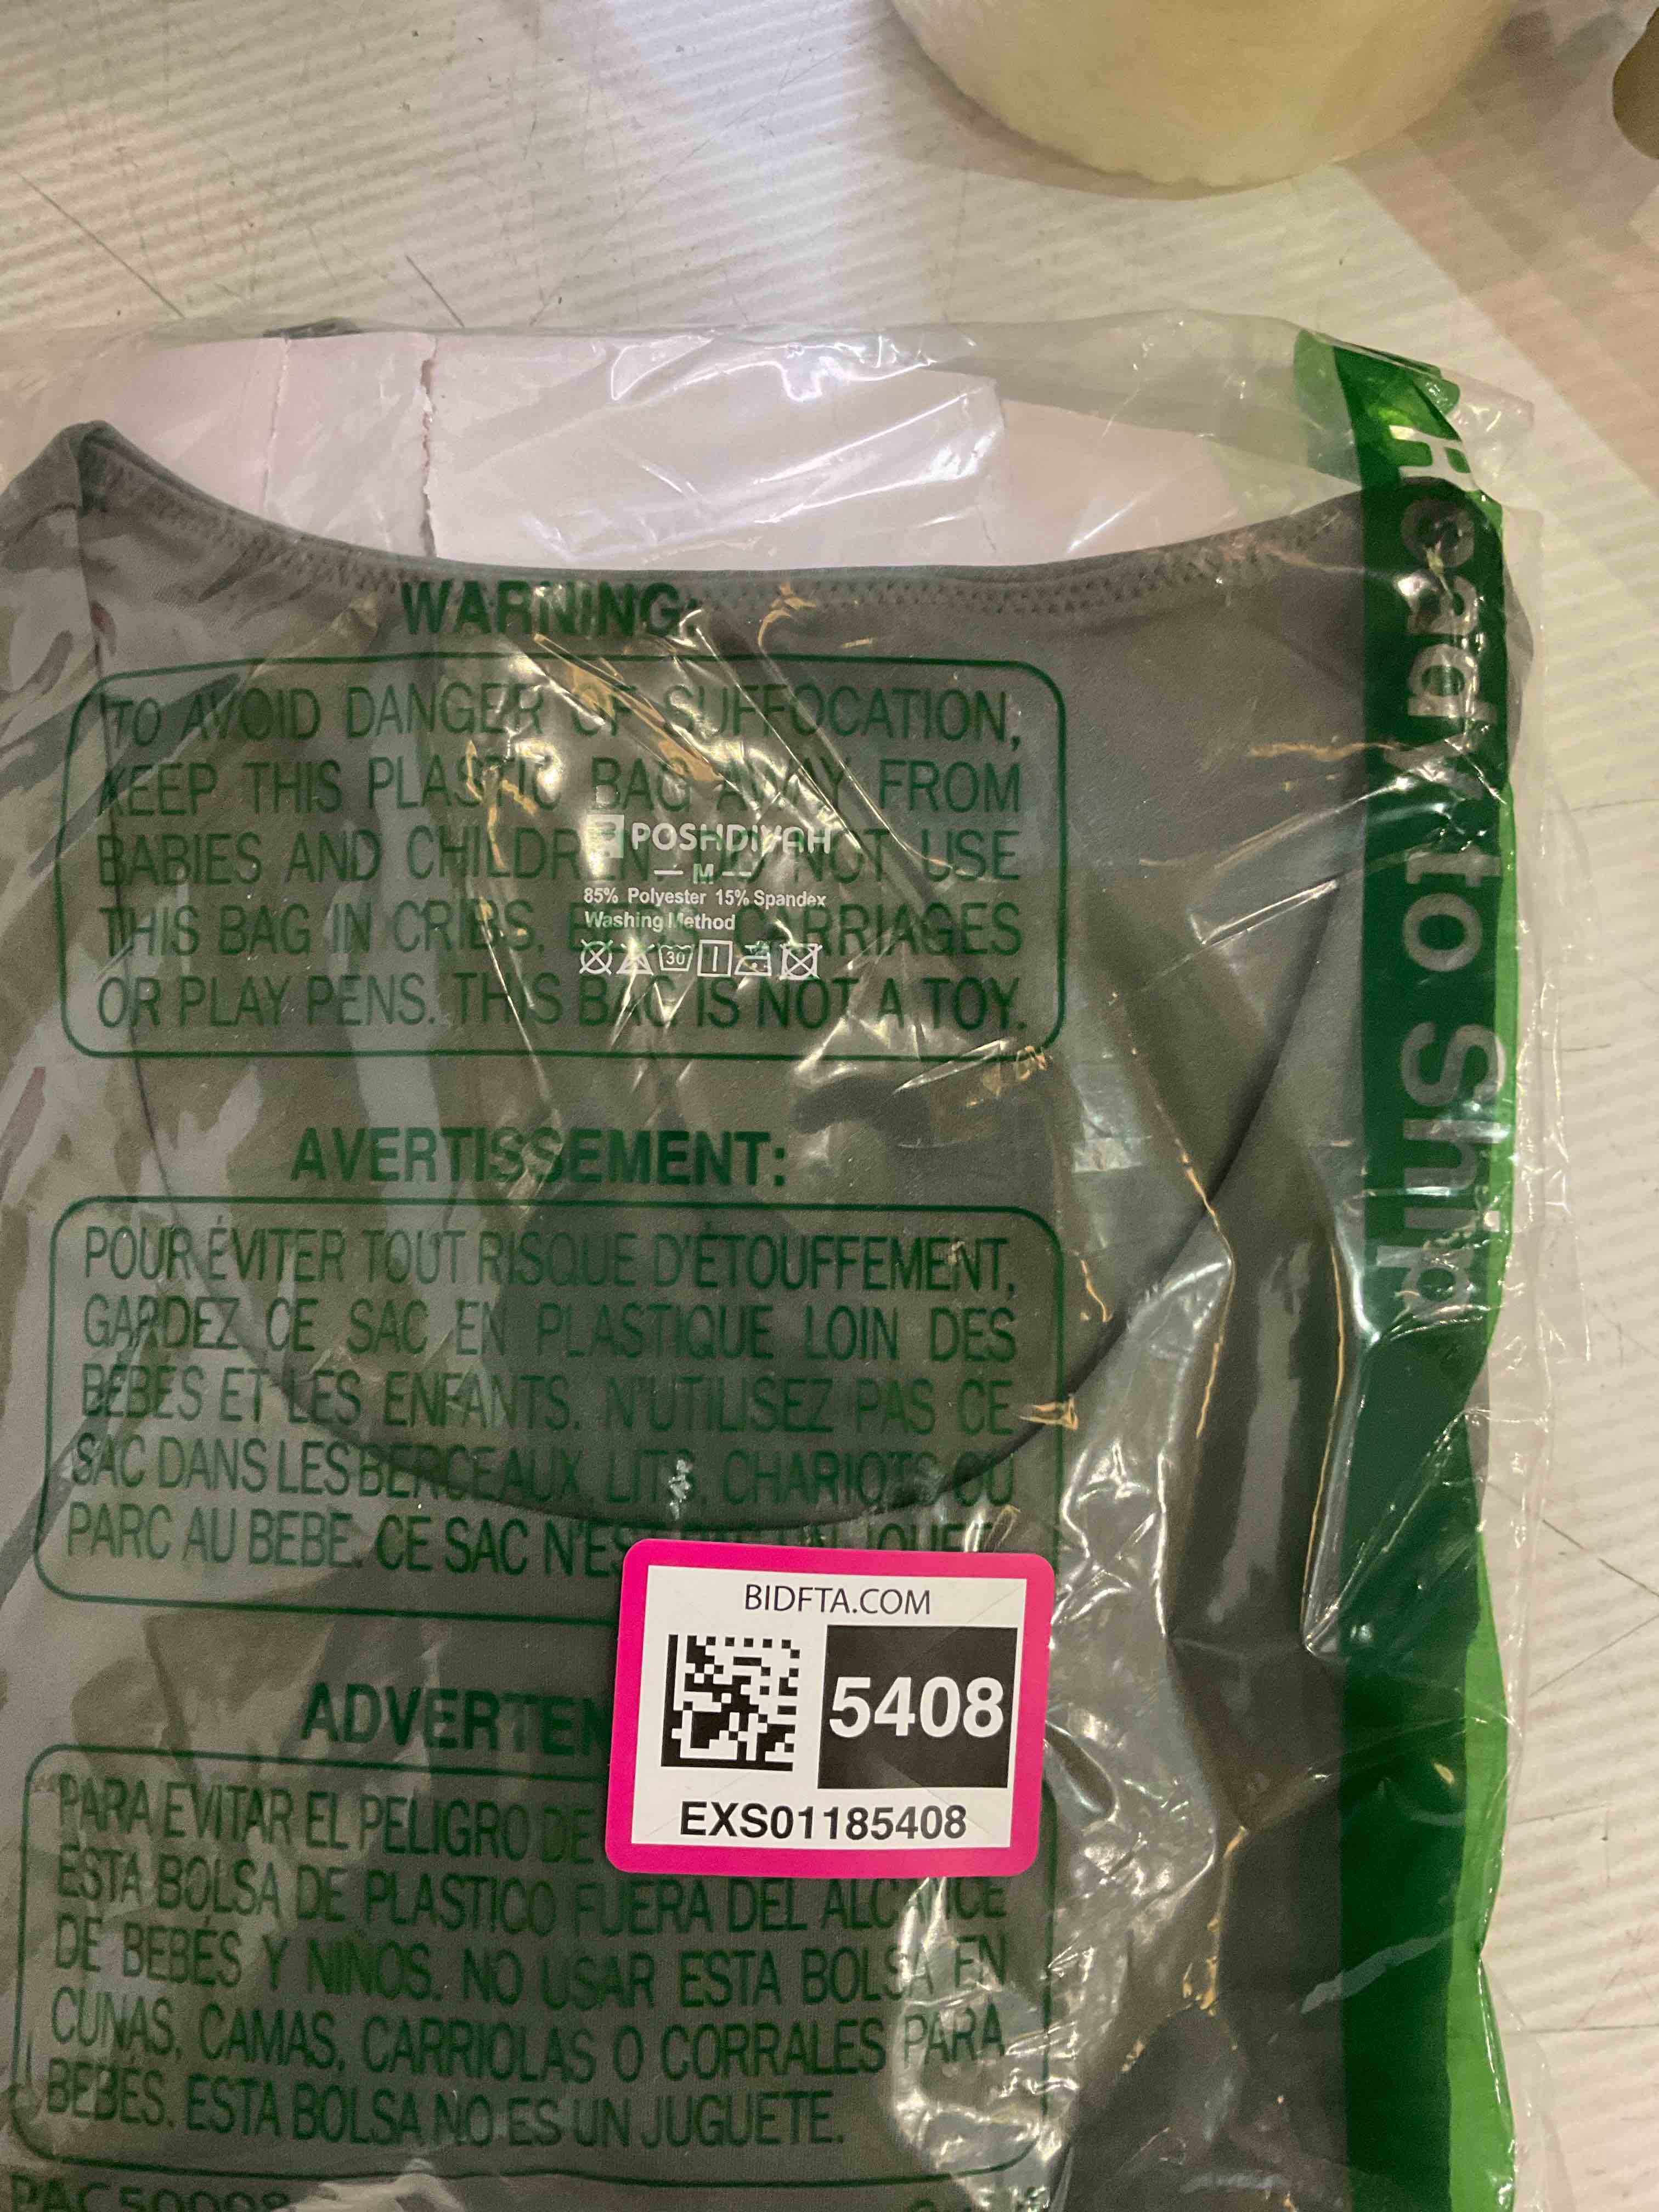 WARNING:
TO AVOID DANGER OF SUFFOCATION,
KEEP THIS PLASTIC BAG AWAY FROM
BABIES AND CHILDREN. DO NOT USE
THIS BAG IN CRIBS, CARRIAGES
OR PLAY PENS. THIS BAG IS NOT A TOY.
POSHDIVAH
— M —
85% Polyester 15% Spandex
Washing Method
30
AVERTISSEMENT:
POUR ÉVITER TOUT RISQUE D'ÉTOUFFEMENT,
GARDEZ CE SAC EN PLASTIQUE LOIN DES
BÉBÉS ET LES ENFANTS. N'UTILISEZ PAS CE
SAC DANS LES BERCEAUX, LITS, CHARIOTS OU
PARC AU BEBE. CE SAC N'EST PAS UN JOUET.
BIDFTA.COM
5408
EXS01185408
ADVERTEN
PARA EVITAR EL PELIGRO DE
ESTA BOLSA DE PLASTICO FUERA DEL ALCANCE
DE BEBÉS Y NIÑOS. NO USAR ESTA BOLSA EN
CUNAS, CAMAS, CARRIOLAS O CORRALES PARA
BEBÉS. ESTA BOLSA NO ES UN JUGUETE.
Ready to Ship